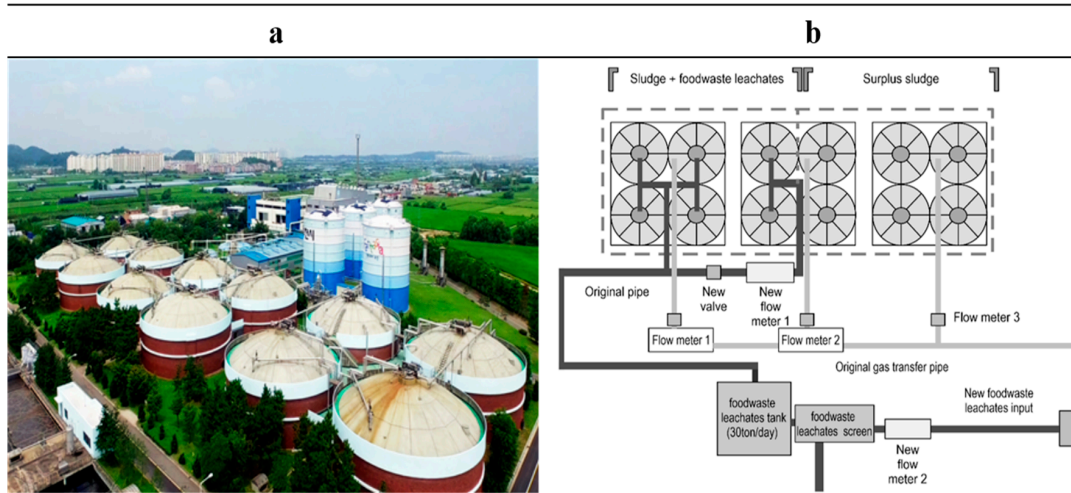 a
b
Sludge + foodwaste leachates
Surplus sludge
Original pipe
New
valve
New
flow
meter 1
Flow meter 3
Flow meter 1
Flow meter 2
Original gas transfer pipe
foodwaste
leachates tank
(30ton/day)
foodwaste
leachates screen
New foodwaste
leachates input
New
flow
meter 2